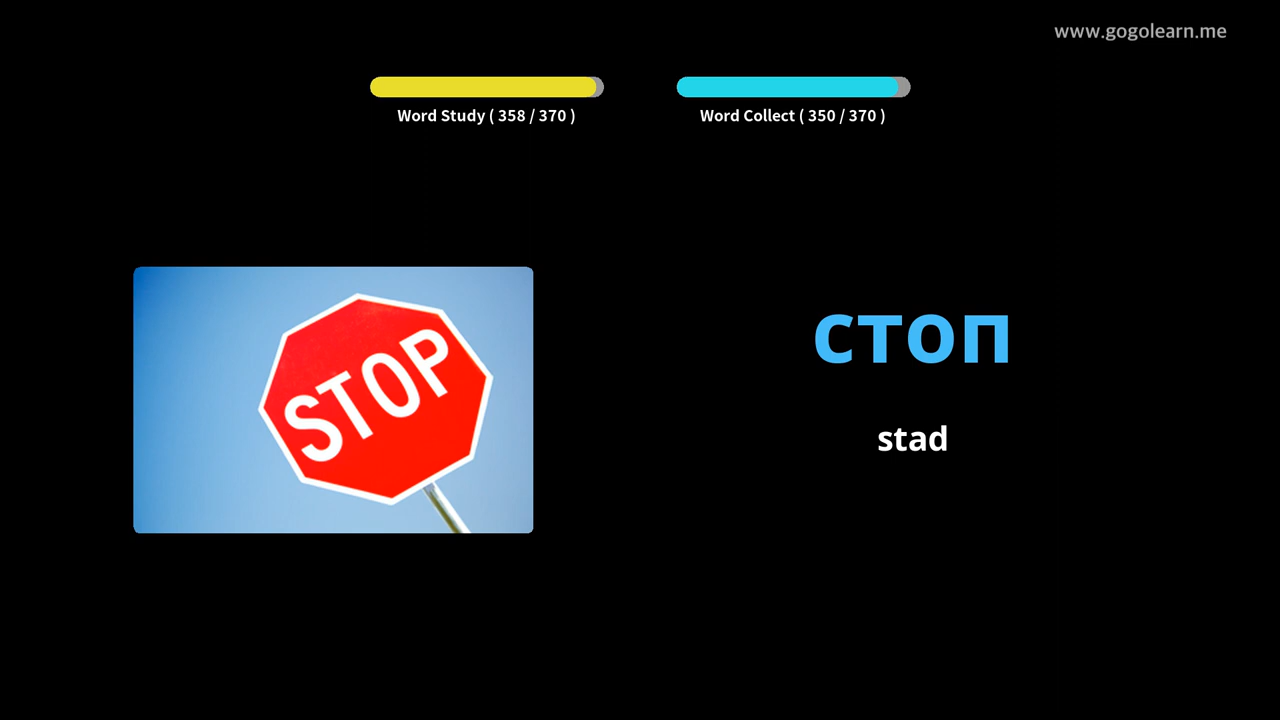 www.gogolearn.me
Word Study ( 358 / 370 )
Word Collect ( 350 / 370 )
STOP
стоп
stad